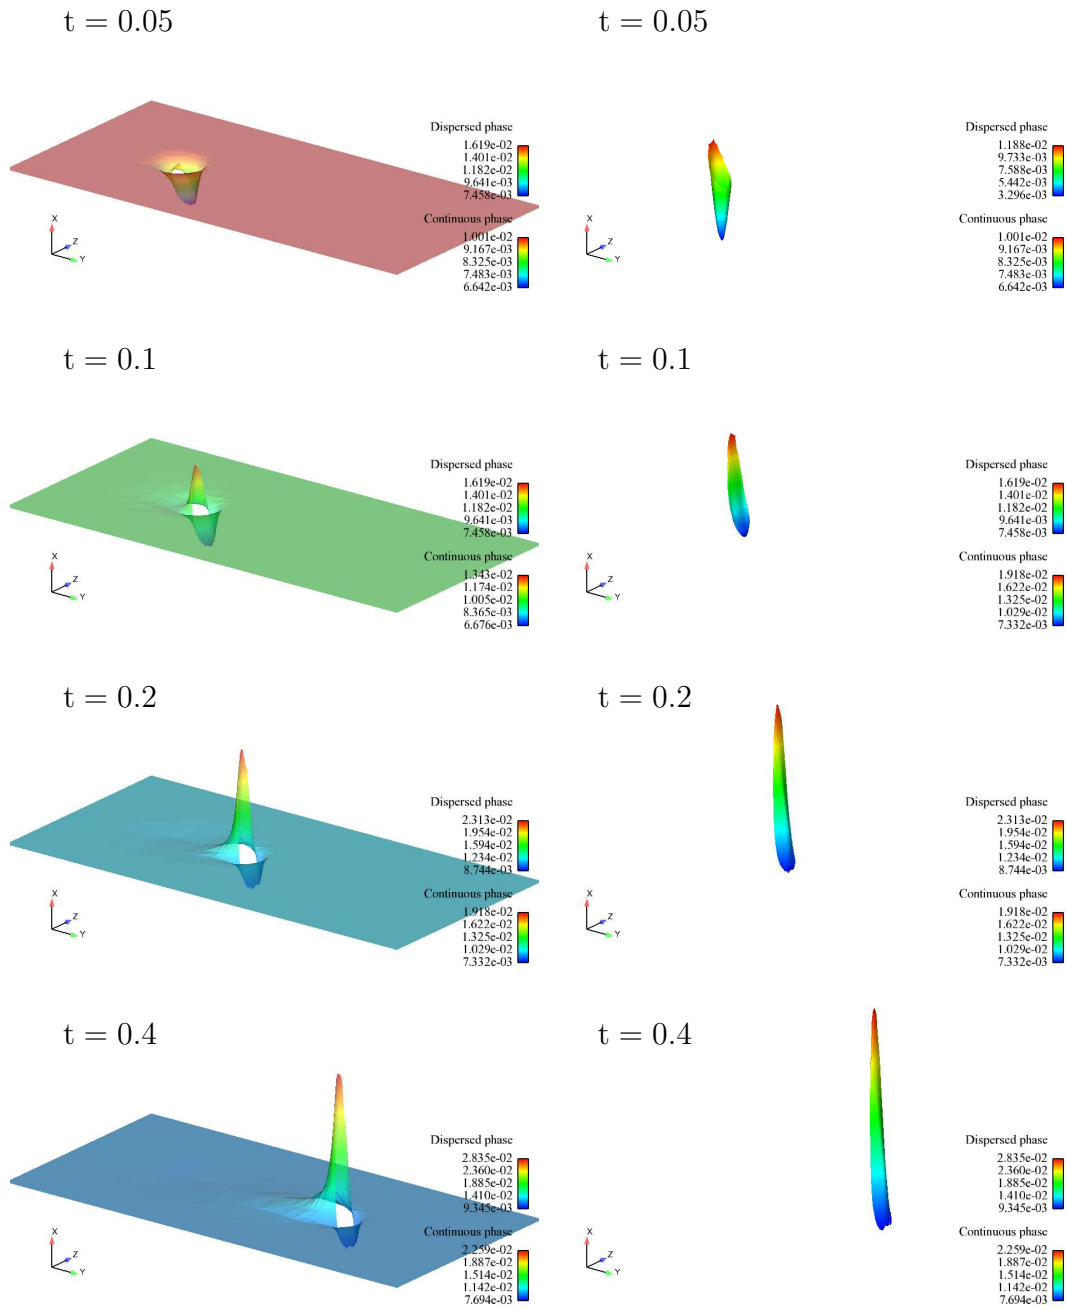 t = 0.05
Dispersed phase
1.619e-02
1.401e-02
1.182e-02
9.641e-03
7.458e-03
Continuous phase
1.001e-02
9.167e-03
8.325e-03
7.483e-03
6.642e-03
X
Z
Y
t = 0.05
Dispersed phase
1.188e-02
9.733e-03
7.588e-03
5.442e-03
3.296e-03
Continuous phase
1.001e-02
9.167e-03
8.325e-03
7.483e-03
6.642e-03
X
Z
Y
t = 0.1
Dispersed phase
1.619e-02
1.401e-02
1.182e-02
9.641e-03
7.458e-03
Continuous phase
1.343e-02
1.174e-02
1.005e-02
8.365e-03
6.676e-03
X
Z
Y
t = 0.1
Dispersed phase
1.619e-02
1.401e-02
1.182e-02
9.641e-03
7.458e-03
Continuous phase
1.918e-02
1.622e-02
1.325e-02
1.029e-02
7.332e-03
X
Z
Y
t = 0.2
Dispersed phase
2.313e-02
1.954e-02
1.594e-02
1.234e-02
8.744e-03
Continuous phase
1.918e-02
1.622e-02
1.325e-02
1.029e-02
7.332e-03
X
Z
Y
t = 0.2
Dispersed phase
2.313e-02
1.954e-02
1.594e-02
1.234e-02
8.744e-03
Continuous phase
1.918e-02
1.622e-02
1.325e-02
1.029e-02
7.332e-03
X
Z
Y
t = 0.4
Dispersed phase
2.835e-02
2.360e-02
1.885e-02
1.410e-02
9.345e-03
Continuous phase
2.259e-02
1.887e-02
1.514e-02
1.142e-02
7.694e-03
X
Z
Y
t = 0.4
Dispersed phase
2.835e-02
2.360e-02
1.885e-02
1.410e-02
9.345e-03
Continuous phase
2.259e-02
1.887e-02
1.514e-02
1.142e-02
7.694e-03
X
Z
Y